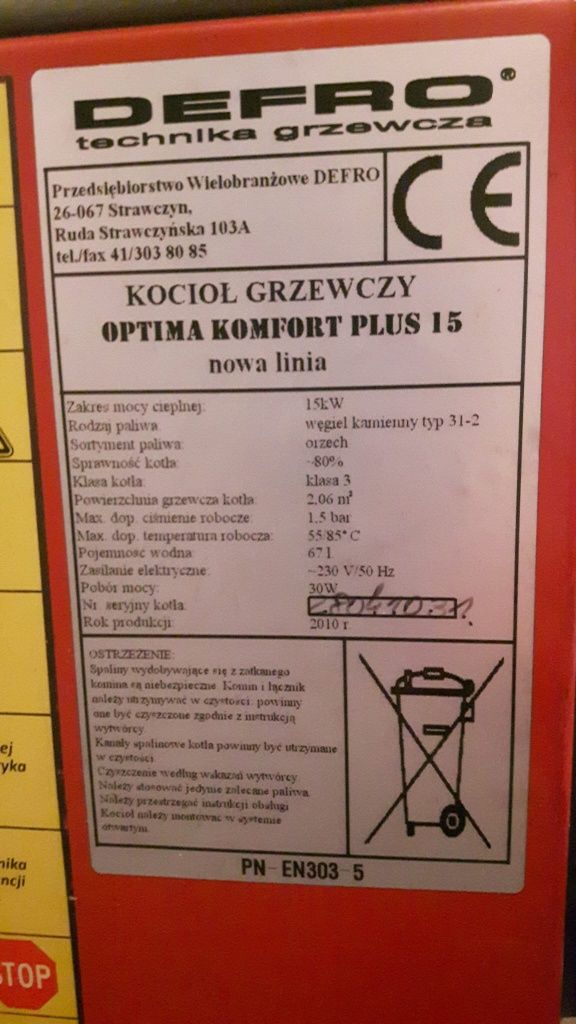 DEFRO®
technika grzewcza
Przedsiębiorstwo Wielobranżowe DEFRO
26-067 Strawczyn,
Ruda Strawczyńska 103A
tel./fax 41/303 80 85
CE
KOCIOŁ GRZEWCZY
OPTIMA KOMFORT PLUS 15
nowa linia
Zakres mocy cieplnej: 15kW
Rodzaj paliwa: węgiel kamienny typ 31-2
Sortyment paliwa: orzech
Sprawność kotła: ~80%
Klasa kotła: klasa 3
Powierzchnia grzewcza kotła: 2,06 m²
Max. dop. ciśnienie robocze: 1,5 bar
Max. dop. temperatura robocza: 55/85°C
Pojemność wodna: 67 l
Zasilanie elektryczne: ~230 V/50 Hz
Pobór mocy: 30W
Nr. seryjny kotła:
Rok produkcji: 2010 r.
OSTRZEŻENIE:
Spaliny wydobywające się z zatkanego
komina są niebezpieczne. Komin i łącznik
należy utrzymywać w czystości: powinny
one być czyszczone zgodnie z instrukcją
wytwórcy.
Kanały spalinowe kotła powinny być utrzymane
w czystości.
Czyszczenie według wskazań wytwórcy.
Należy stosować jedynie zalecane paliwa.
Należy przestrzegać instrukcji obsługi.
Kocioł należy montować w systemie
otwartym.
PN-EN303-5
ej
yka
nika
ncji
STOP